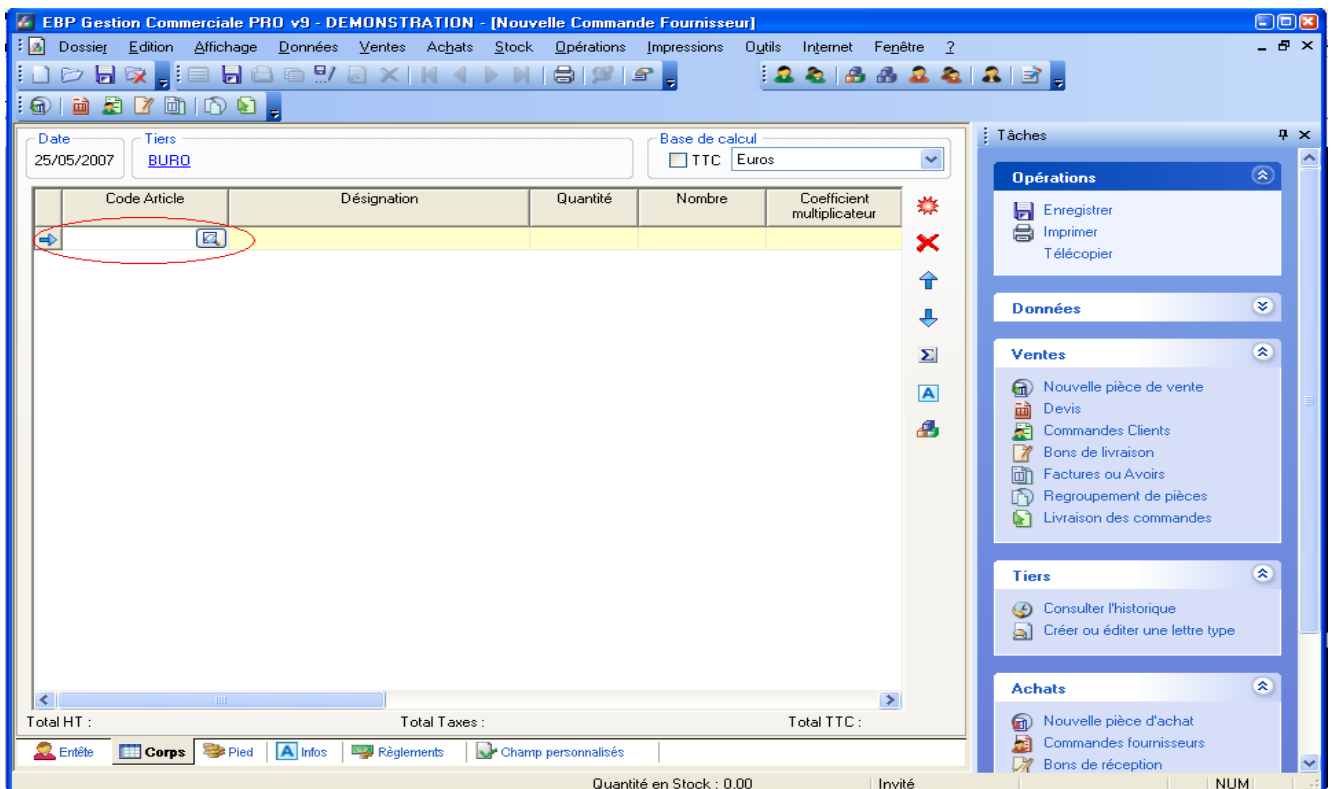 EBP Gestion Commerciale PRO v9 - DEMONSTRATION - [Nouvelle Commande Fournisseur]
Dossier Edition Affichage Données Ventes Achats Stock Opérations Impressions Outils Internet Fenêtre ?
Date Tiers Base de calcul
25/05/2007 BURO TTC Euros
Code Article Désignation Quantité Nombre Coefficient
multiplicateur
Σ
A
Total HT : Total Taxes : Total TTC :
Entête Corps Pied A Infos Règlements Champ personnalisés
Tâches
Opérations
Enregistrer
Imprimer
Télécopier
Données
Ventes
Nouvelle pièce de vente
Devis
Commandes Clients
Bons de livraison
Factures ou Avoirs
Regroupement de pièces
Livraison des commandes
Tiers
Consulter l'historique
Créer ou éditer une lettre type
Achats
Nouvelle pièce d'achat
Commandes fournisseurs
Bons de réception
Quantité en Stock : 0.00 Invité NUM